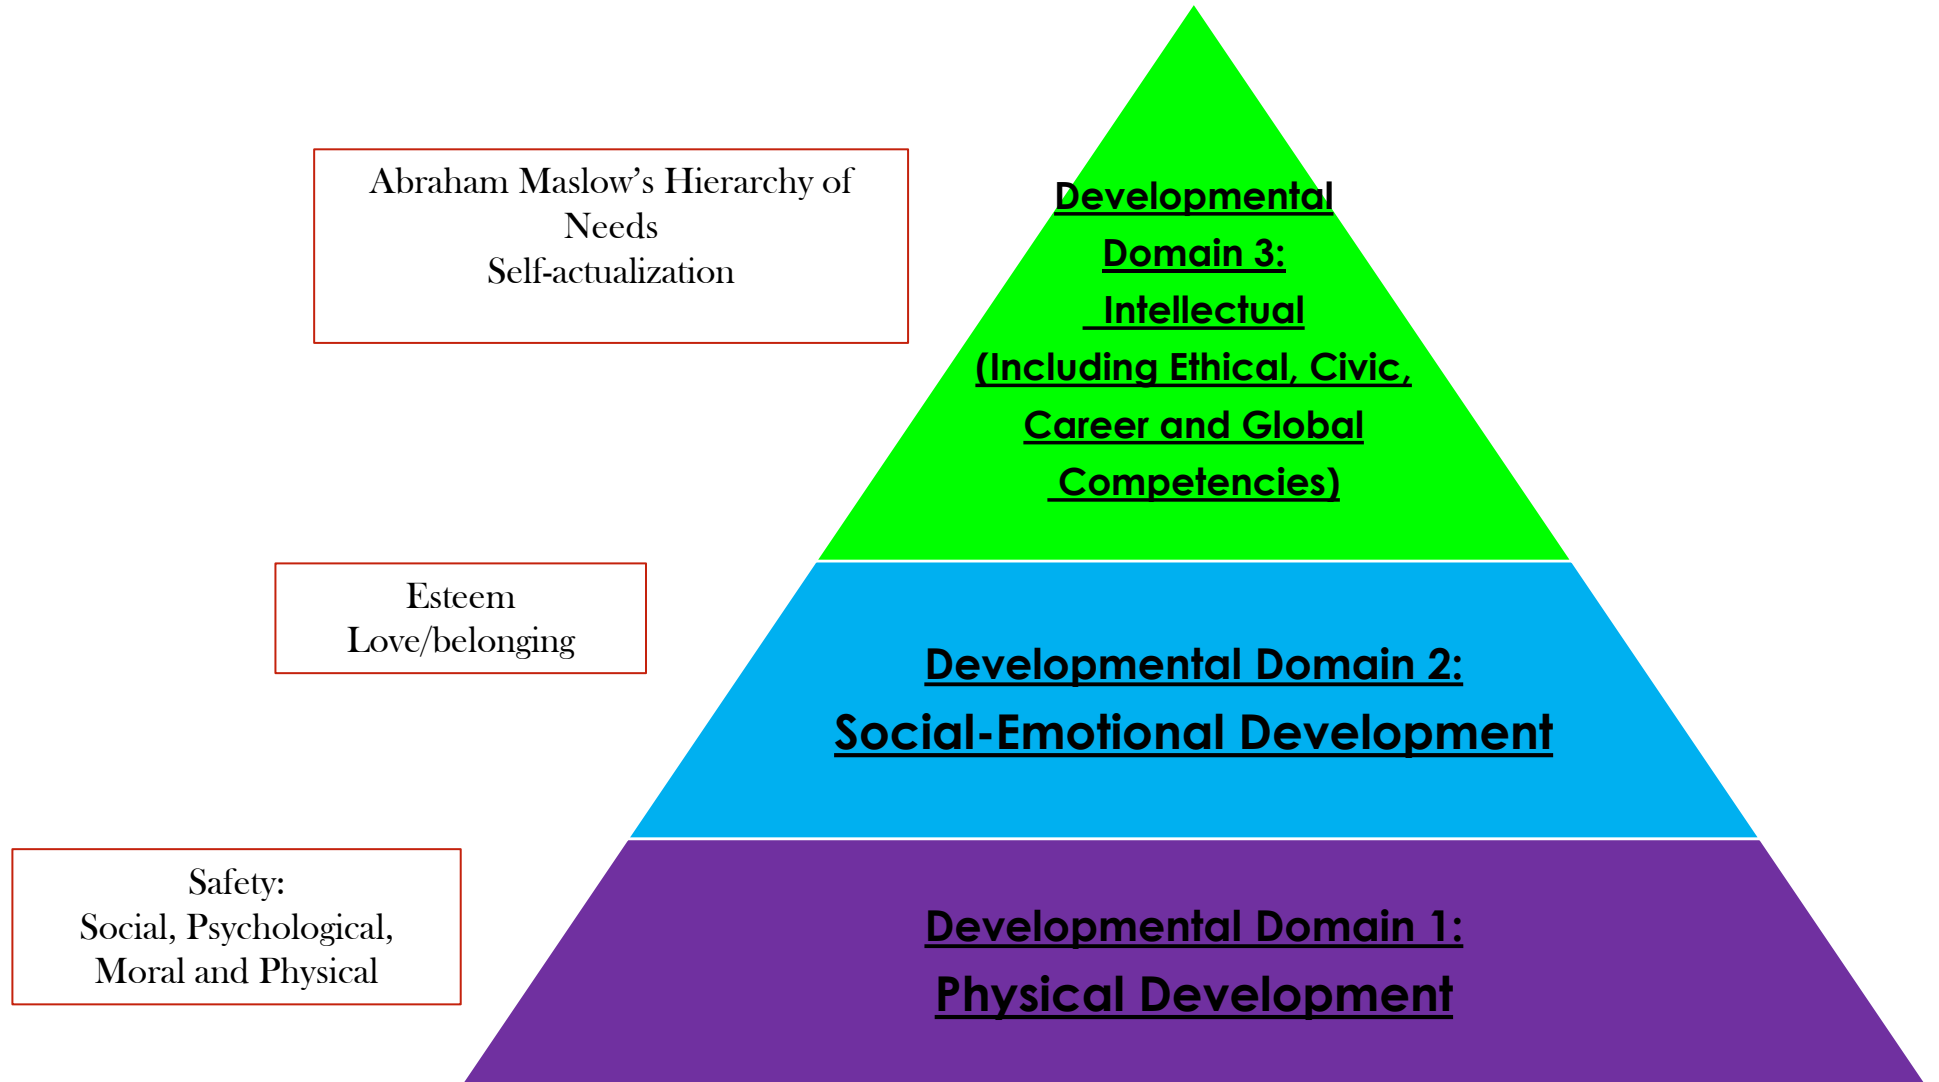 Abraham Maslow’s Hierarchy of
Needs
Self-actualization
Developmental
Domain 3:
Intellectual
(Including Ethical, Civic,
Career and Global
Competencies)
Esteem
Love/belonging
Developmental Domain 2:
Social-Emotional Development
Safety:
Social, Psychological,
Moral and Physical
Developmental Domain 1:
Physical Development